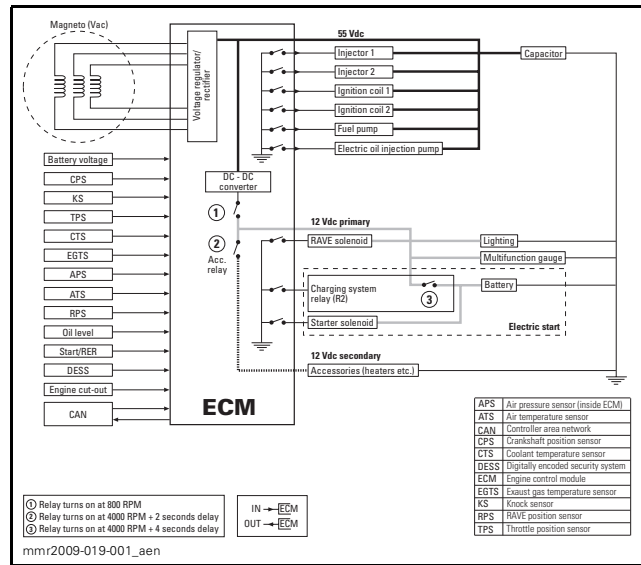 Magneto (Vac)
Voltage regulator/
rectifier
55 Vdc
Injector 1
Capacitor
Injector 2
Ignition coil 1
Ignition coil 2
Fuel pump
Electric oil injection pump
Battery voltage
CPS
KS
TPS
CTS
EGTS
APS
ATS
RPS
Oil level
Start/RER
DESS
Engine cut-out
CAN
DC - DC
converter
1
2
Acc.
relay
12 Vdc primary
RAVE solenoid
Lighting
Multifunction gauge
Charging system
relay (R2)
3
Battery
Starter solenoid
Electric start
12 Vdc secondary
Accessories (heaters etc.)
ECM
APS Air pressure sensor (inside ECM)
ATS Air temperature sensor
CAN Controller area network
CPS Crankshaft position sensor
CTS Coolant temperature sensor
DESS Digitally encoded security system
ECM Engine control module
EGTS Exaust gas temperature sensor
KS Knock sensor
RPS RAVE position sensor
TPS Throttle position sensor
1 Relay turns on at 800 RPM
2 Relay turns on at 4000 RPM + 2 seconds delay
3 Relay turns on at 4000 RPM + 4 seconds delay
IN ECM
OUT ECM
mmr2009-019-001_aen